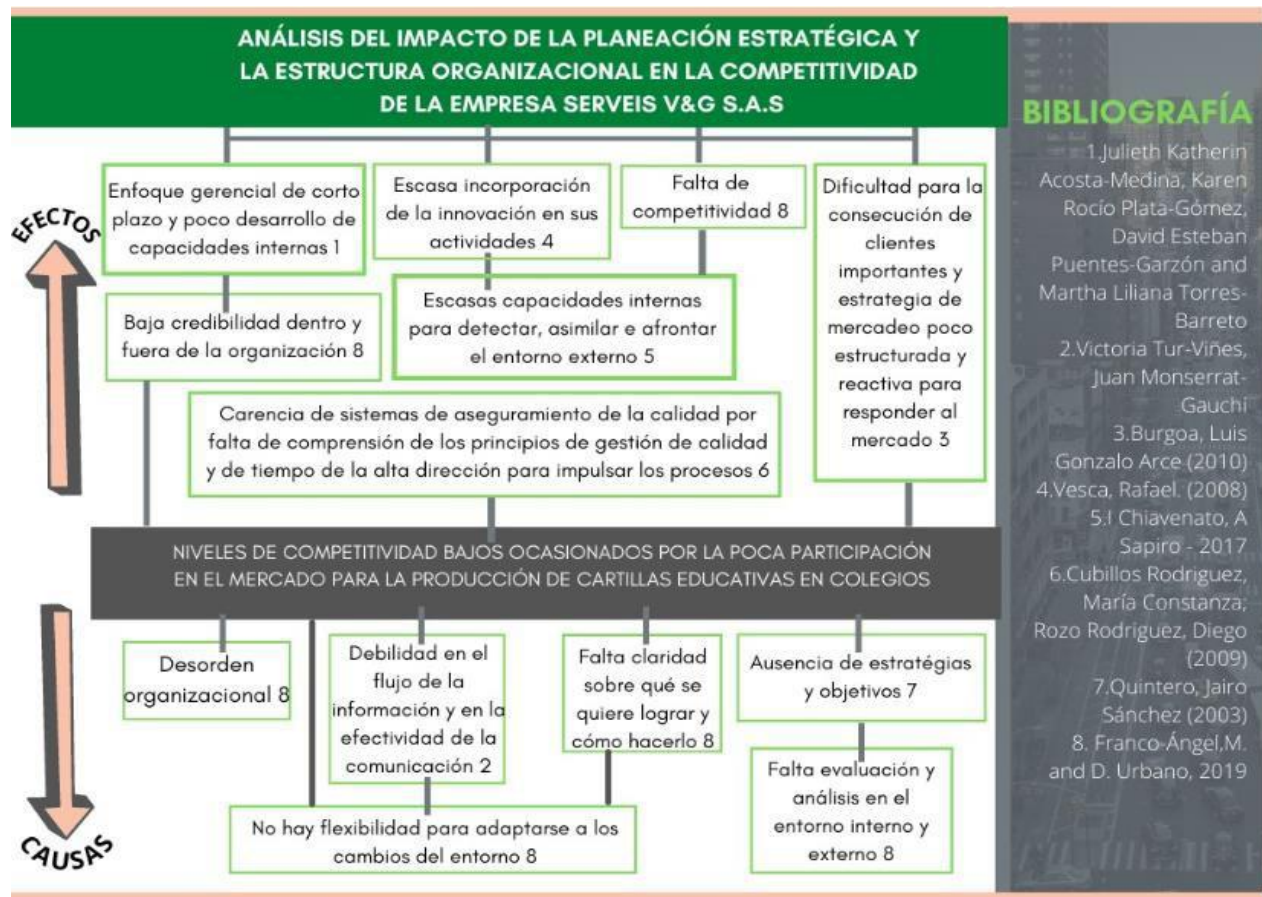 ANÁLISIS DEL IMPACTO DE LA PLANEACIÓN ESTRATÉGICA Y
LA ESTRUCTURA ORGANIZACIONAL EN LA COMPETITIVIDAD
DE LA EMPRESA SERVEIS V&G S.A.S
EFECTOS
Enfoque gerencial de corto
plazo y poco desarrollo de
capacidades internas 1
Escasa incorporación
de la innovación en sus
actividades 4
Falta de
competitividad 8
Dificultad para la
consecución de
clientes
importantes y
estrategia de
mercadeo poco
estructurada y
reactiva para
responder al
mercado 3
Baja credibilidad dentro y
fuera de la organización 8
Escasas capacidades internas
para detectar, asimilar e afrontar
el entorno externo 5
Carencia de sistemas de aseguramiento de la calidad por
falta de comprensión de los principios de gestión de calidad
y de tiempo de la alta dirección para impulsar los procesos 6
NIVELES DE COMPETITIVIDAD BAJOS OCASIONADOS POR LA POCA PARTICIPACIÓN
EN EL MERCADO PARA LA PRODUCCIÓN DE CARTILLAS EDUCATIVAS EN COLEGIOS
CAUSAS
Desorden
organizacional 8
Debilidad en el
flujo de la
información y en la
efectividad de la
comunicación 2
Falta claridad
sobre qué se
quiere lograr y
cómo hacerlo 8
Ausencia de estratégias
y objetivos 7
No hay flexibilidad para adaptarse a los
cambios del entorno 8
Falta evaluación y
análisis en el
entorno interno y
externo 8
BIBLIOGRAFÍA
1.Julieth Katherin
Acosta-Medina, Karen
Rocío Plata-Gómez,
David Esteban
Puentes-Garzón and
Martha Liliana Torres-
Barreto
2.Victoria Tur-Viñes,
Juan Monserrat-
Gauchi
3.Burgoa, Luis
Gonzalo Arce (2010)
4.Vesca, Rafael. (2008)
5.I Chiavenato, A
Sapiro - 2017
6.Cubillos Rodriguez,
María Constanza;
Rozo Rodriguez, Diego
(2009)
7.Quintero, Jairo
Sánchez (2003)
8. Franco-Ángel,M.
and D. Urbano, 2019